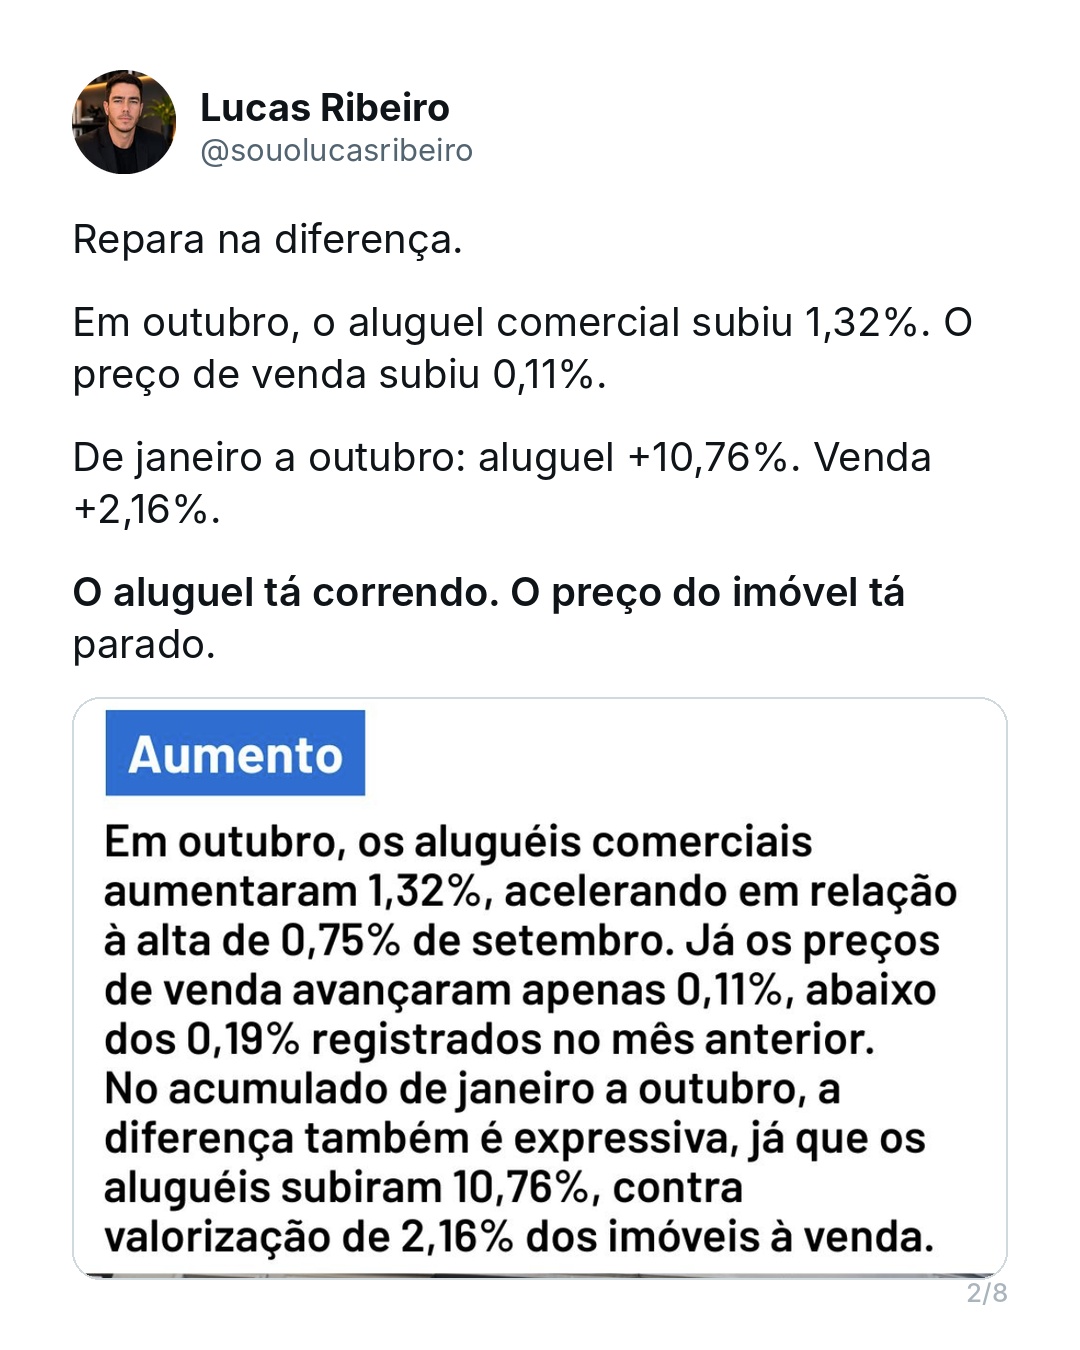 Lucas Ribeiro
@souolucasribeiro
Repara na diferença.
Em outubro, o aluguel comercial subiu 1,32%. O
preço de venda subiu 0,11%.
De janeiro a outubro: aluguel +10,76%. Venda
+2,16%.
O aluguel tá correndo. O preço do imóvel tá
parado.
Aumento
Em outubro, os aluguéis comerciais
aumentaram 1,32%, acelerando em relação
à alta de 0,75% de setembro. Já os preços
de venda avançaram apenas 0,11%, abaixo
dos 0,19% registrados no mês anterior.
No acumulado de janeiro a outubro, a
diferença também é expressiva, já que os
aluguéis subiram 10,76%, contra
valorização de 2,16% dos imóveis à venda.
2/8